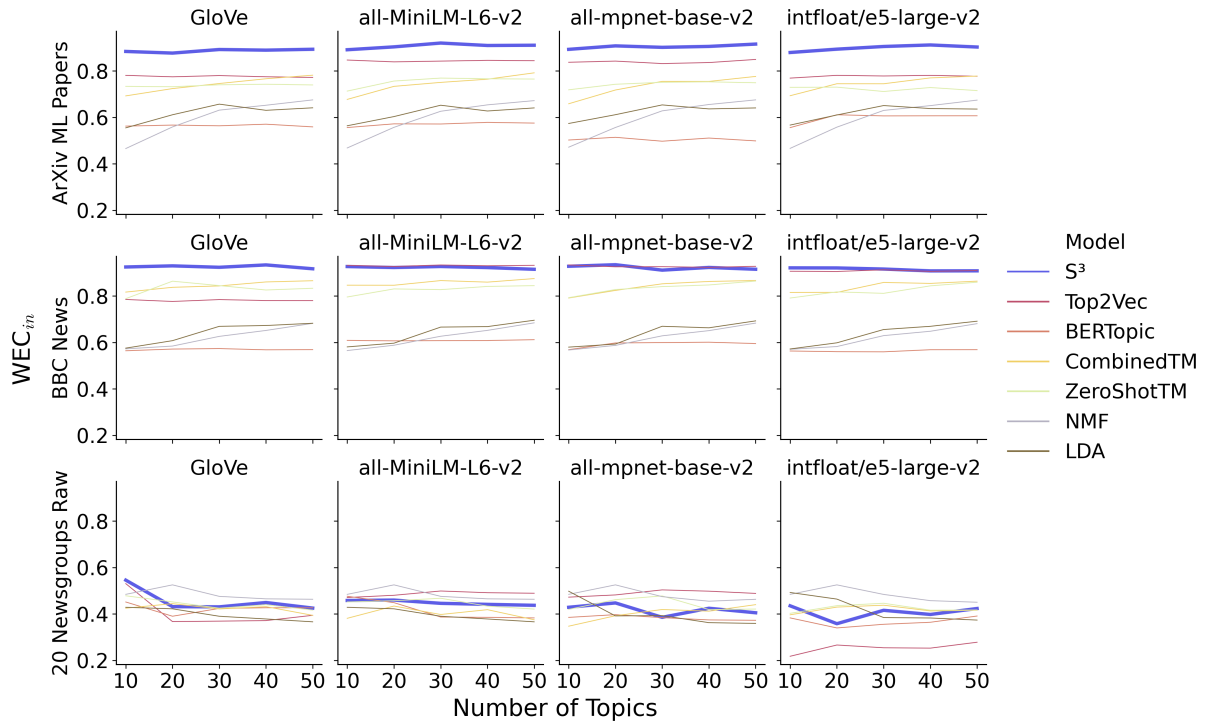 GloVe all-MiniLM-L6-v2 all-mpnet-base-v2 intfloat/e5-large-v2
ArXiv ML Papers
0.8
0.6
0.4
0.2
GloVe all-MiniLM-L6-v2 all-mpnet-base-v2 intfloat/e5-large-v2
WEC_in
BBC News
0.8
0.6
0.4
0.2
Model
S³
Top2Vec
BERTopic
CombinedTM
ZeroShotTM
NMF
LDA
GloVe all-MiniLM-L6-v2 all-mpnet-base-v2 intfloat/e5-large-v2
20 Newsgroups Raw
0.8
0.6
0.4
0.2
10 20 30 40 50 10 20 30 40 50 10 20 30 40 50 10 20 30 40 50
Number of Topics